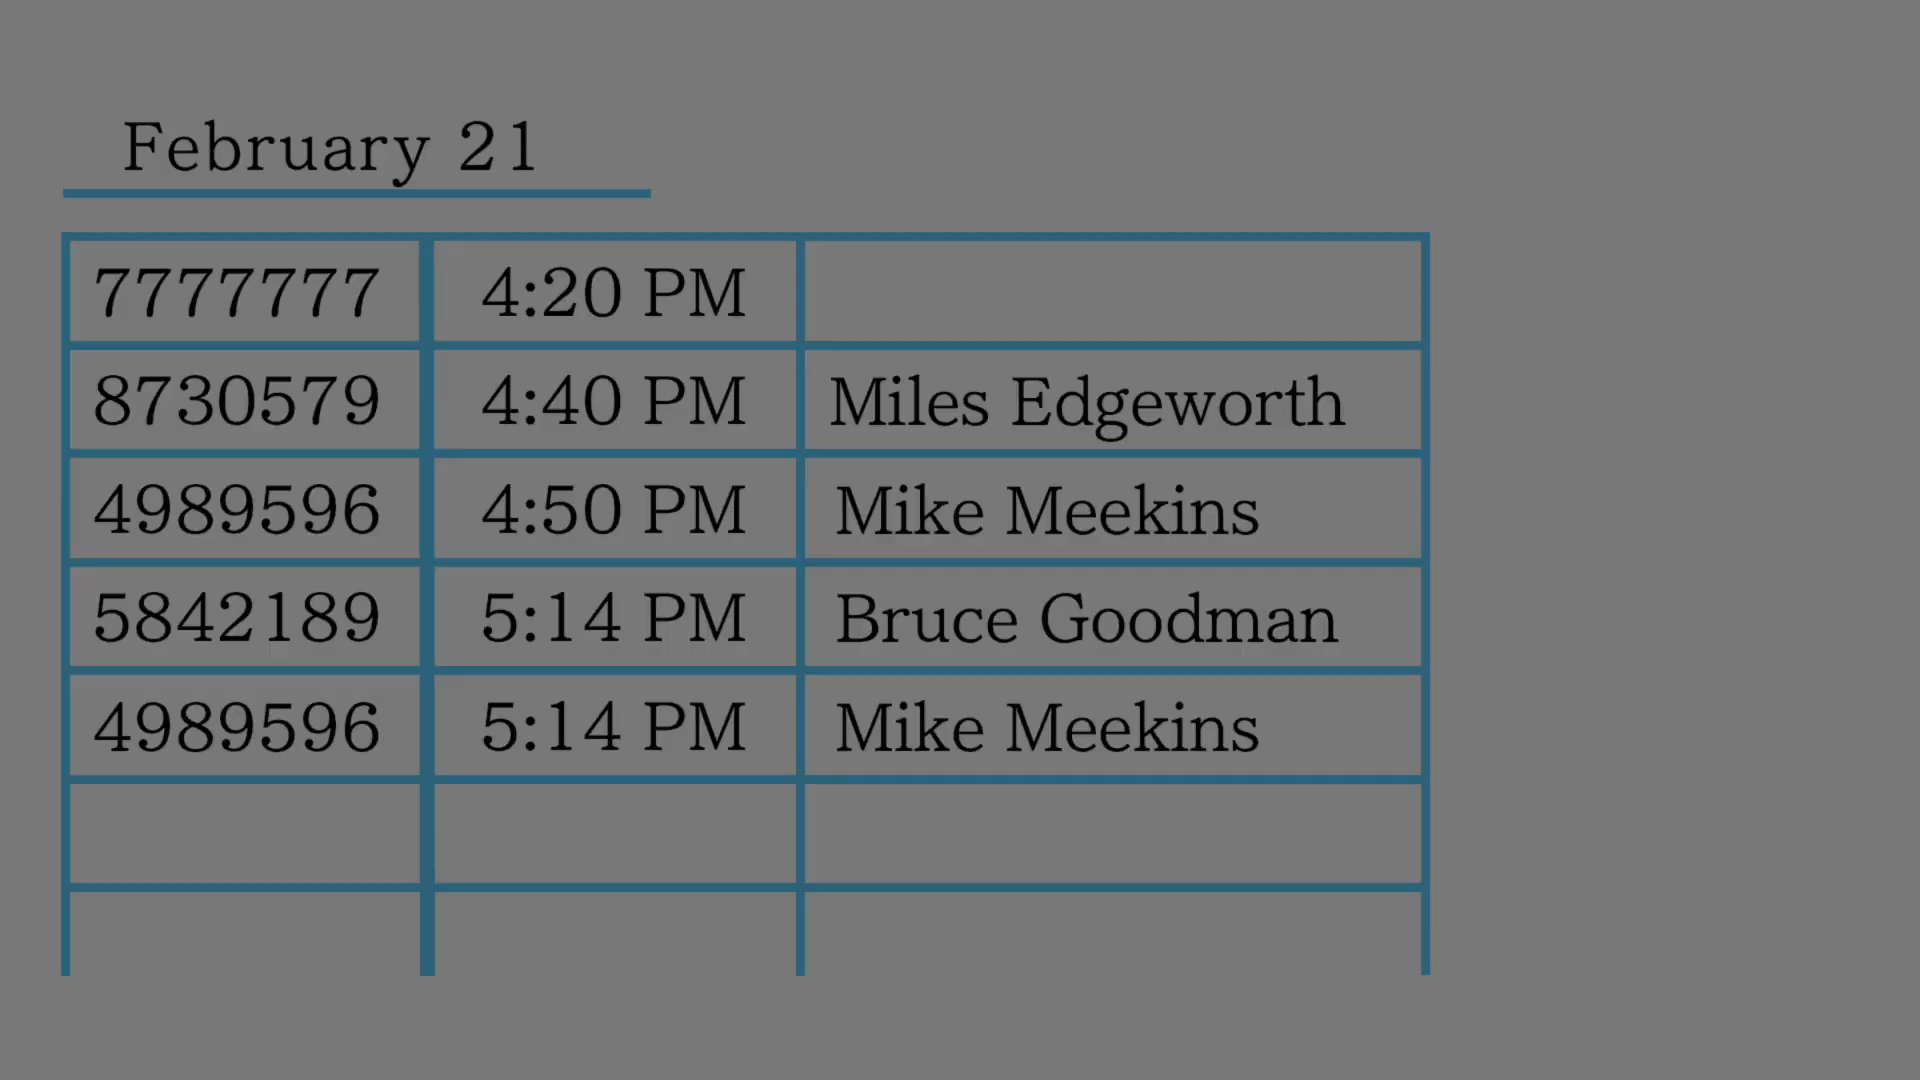 February 21
7777777 4:20 PM
8730579 4:40 PM Miles Edgeworth
4989596 4:50 PM Mike Meekins
5842189 5:14 PM Bruce Goodman
4989596 5:14 PM Mike Meekins